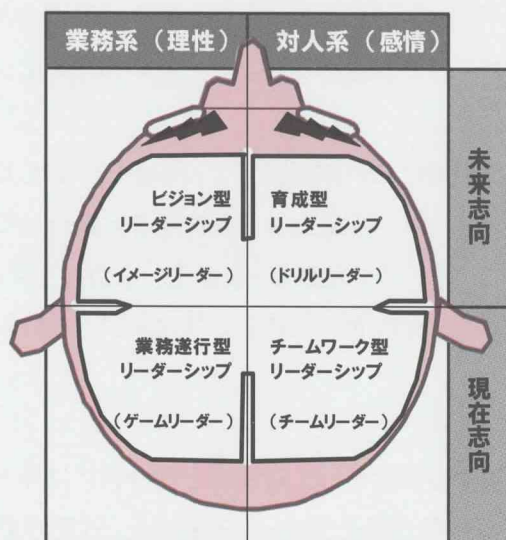 業務系（理性）
対人系（感情）
未来志向
ビジョン型
リーダーシップ
（イメージリーダー）
育成型
リーダーシップ
（ドリルリーダー）
現在志向
業務遂行型
リーダーシップ
（ゲームリーダー）
チームワーク型
リーダーシップ
（チームリーダー）